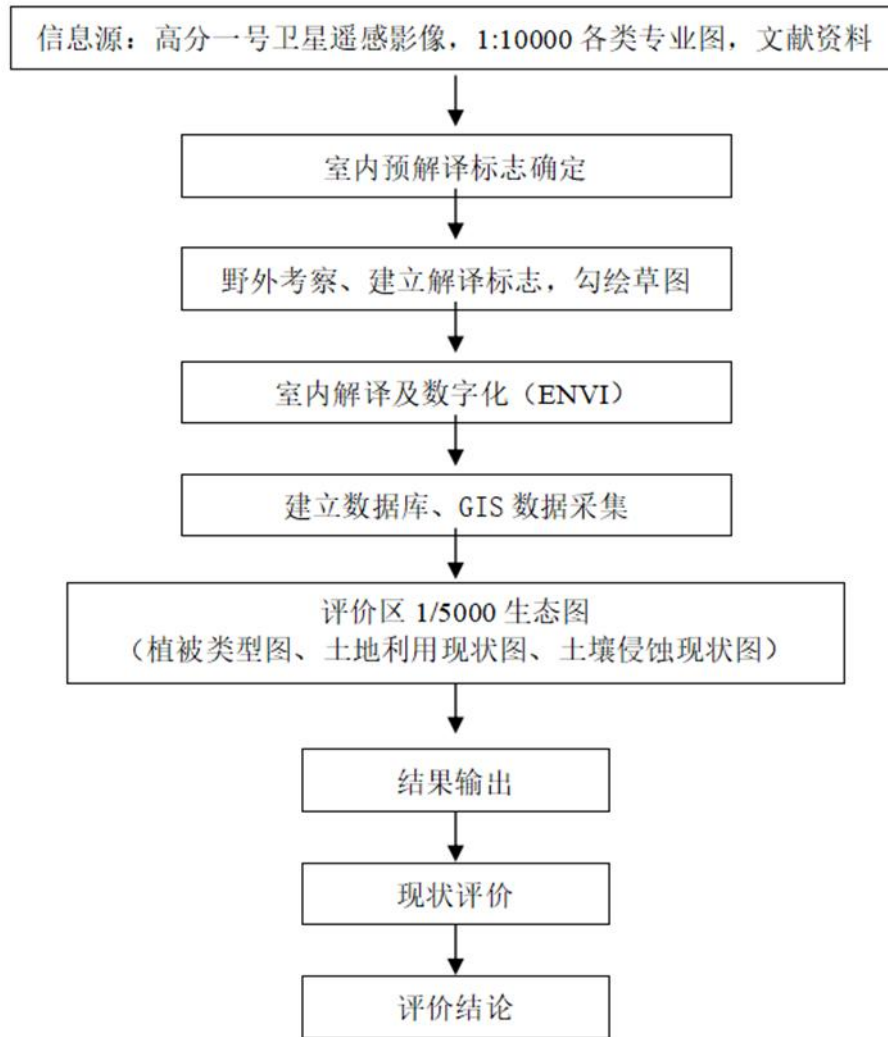 信息源：高分一号卫星遥感影像，1:10000 各类专业图，文献资料
室内预解译标志确定
野外考察、建立解译标志，勾绘草图
室内解译及数字化（ENVI）
建立数据库、GIS 数据采集
评价区 1/5000 生态图
（植被类型图、土地利用现状图、土壤侵蚀现状图）
结果输出
现状评价
评价结论